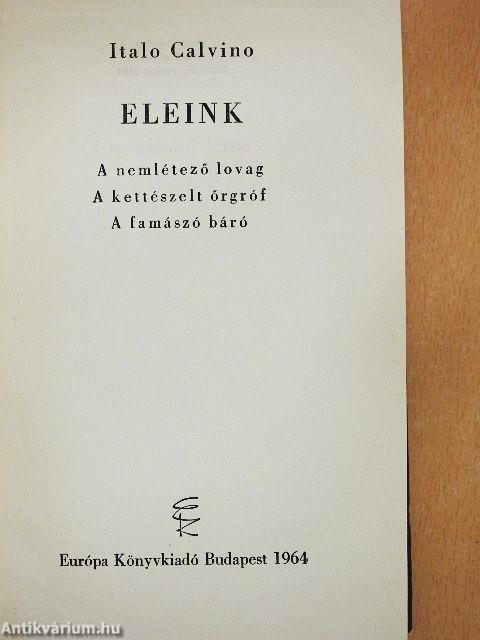 Italo Calvino
ELEINK
A nemlétező lovag
A kettészelt őrgróf
A famászó báró
Európa Könyvkiadó Budapest 1964
Antikvárium.hu